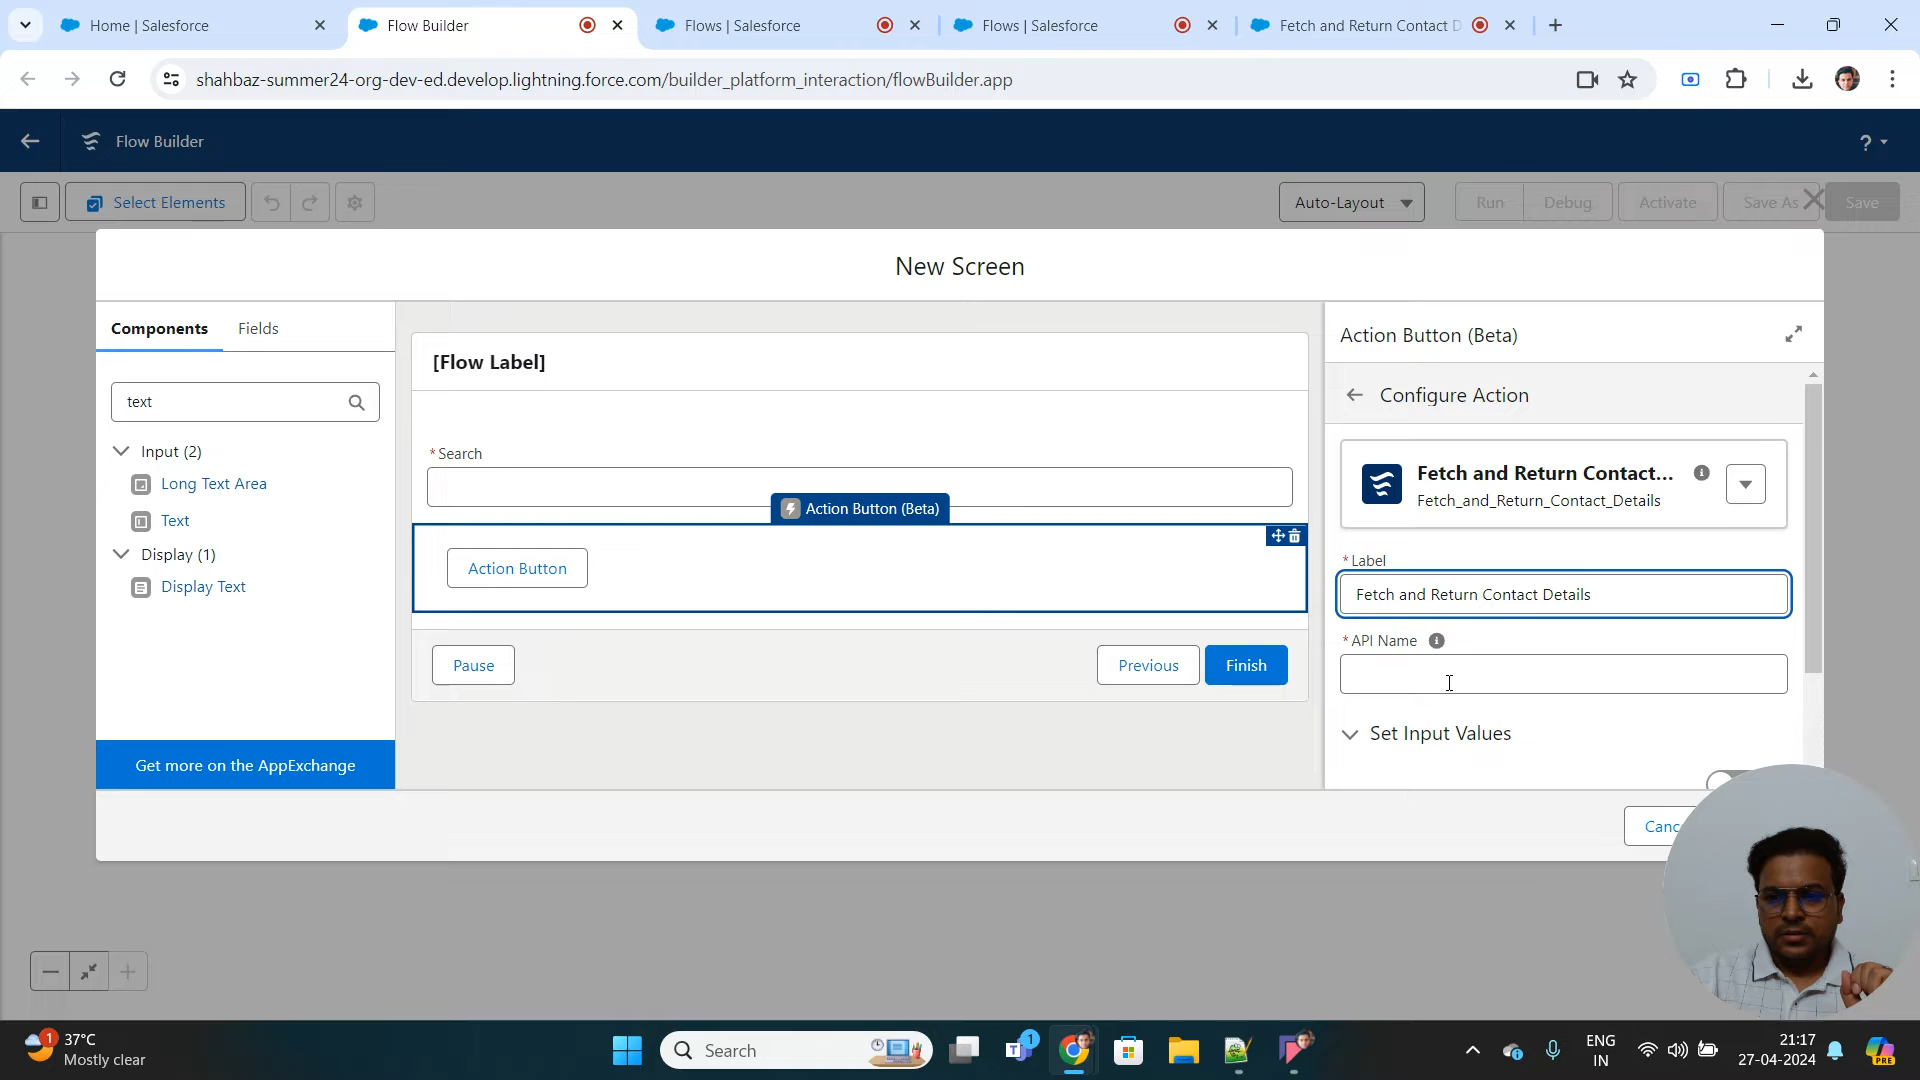 Home | Salesforce
Flow Builder
Flows | Salesforce
Flows | Salesforce
Fetch and Return Contact D
shahbaz-summer24-org-dev-ed.develop.lightning.force.com/builder_platform_interaction/flowBuilder.app
Flow Builder
?
Select Elements
Auto-Layout
Run
Debug
Activate
Save As
Save
New Screen
Components
Fields
text
Input (2)
Long Text Area
Text
Display (1)
Display Text
Get more on the AppExchange
[Flow Label]
*Search
Action Button (Beta)
Action Button
Pause
Previous
Finish
Action Button (Beta)
Configure Action
Fetch and Return Contact...
Fetch_and_Return_Contact_Details
*Label
Fetch and Return Contact Details
*API Name
Set Input Values
Canc
1
37°C
Mostly clear
Search
1
ENG
IN
21:17
27-04-2024
PRE